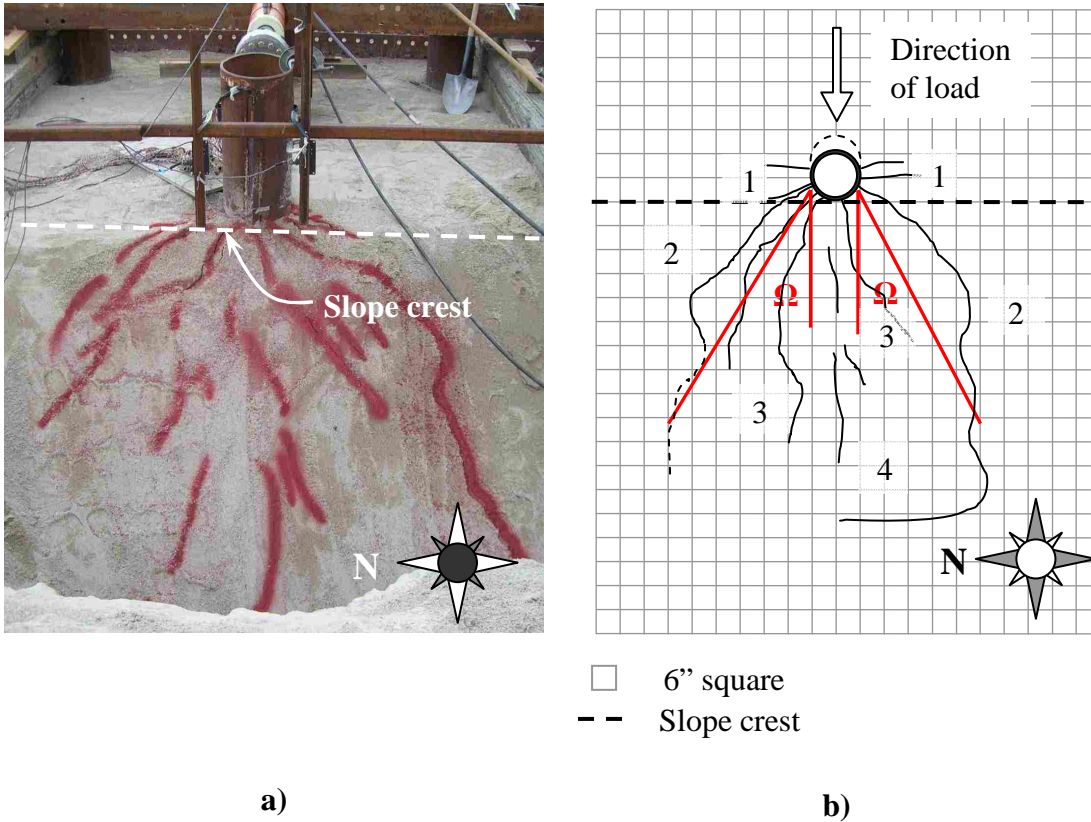 Slope crest
N
a)
Direction
of load
1
1
2
2
Ω
Ω
3
3
4
N
6” square
Slope crest
b)